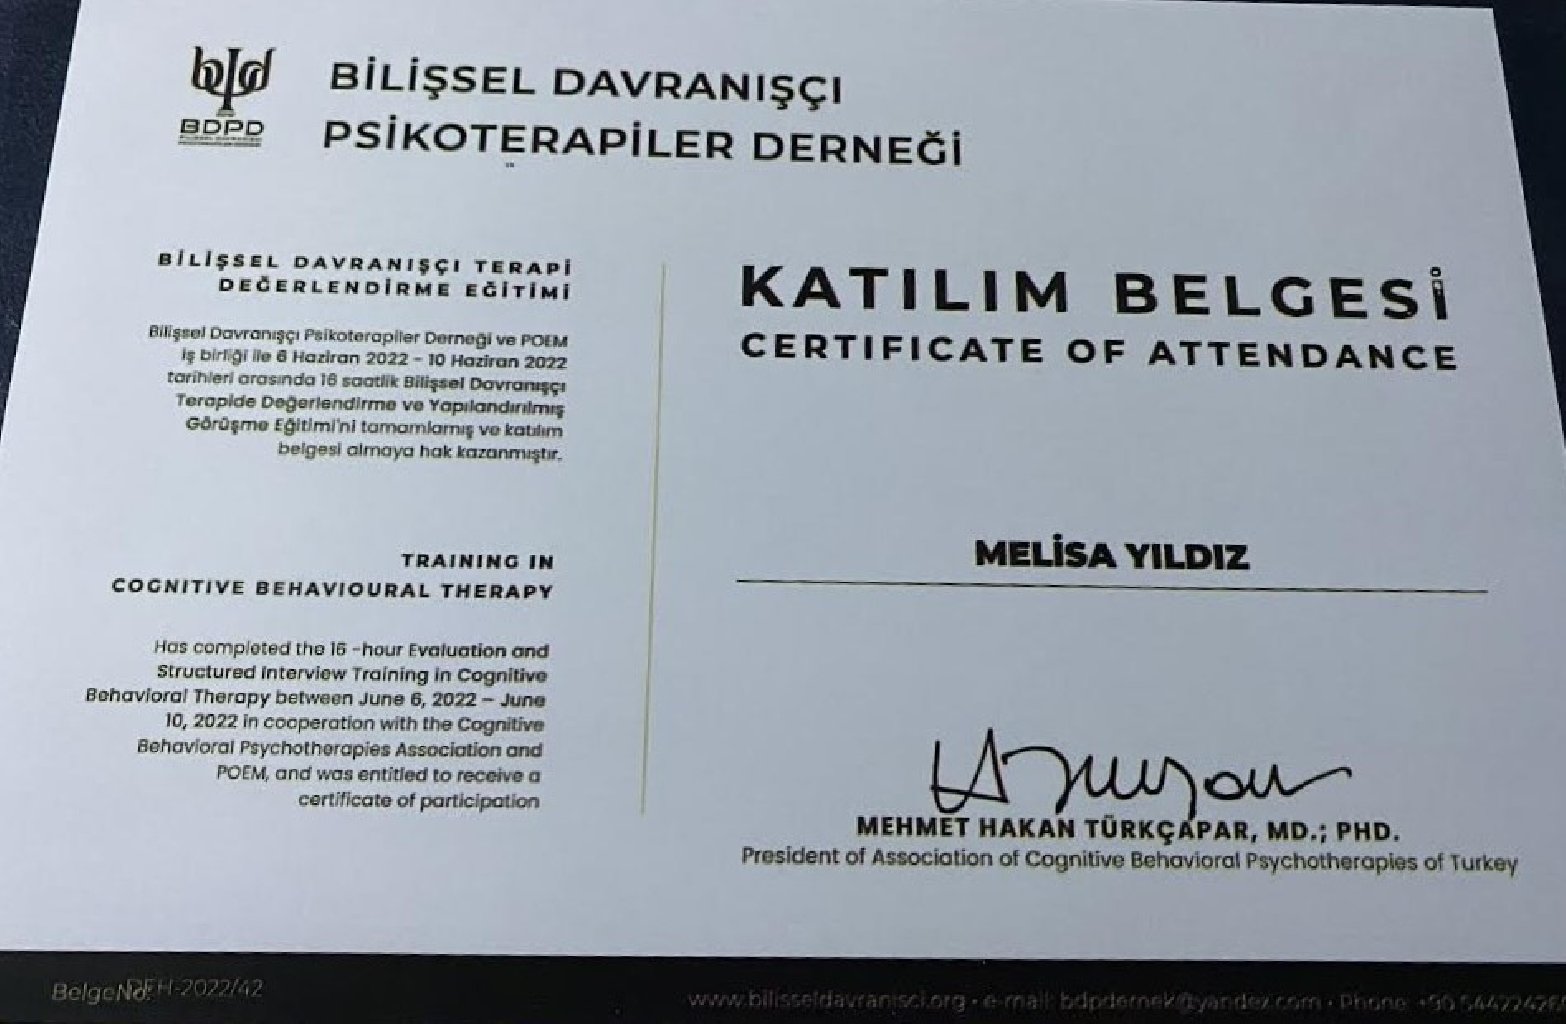 BDPD
BİLİŞSEL DAVRANIŞÇI
PSİKOTERAPİLER DERNEĞİ
BİLİŞSEL DAVRANIŞÇI TERAPİ
DEĞERLENDİRME EĞİTİMİ
Bilişsel Davranışçı Psikoterapiler Derneği ve POEM
iş birliği ile 6 Haziran 2022 - 10 Haziran 2022
tarihleri arasında 16 saatlik Bilişsel Davranışçı
Terapide Değerlendirme ve Yapılandırılmış
Görüşme Eğitimi'ni tamamlamış ve katılım
belgesi almaya hak kazanmıştır.
TRAINING IN
COGNITIVE BEHAVIOURAL THERAPY
Has completed the 16 -hour Evaluation and
Structured Interview Training in Cognitive
Behavioral Therapy between June 6, 2022 – June
10, 2022 in cooperation with the Cognitive
Behavioral Psychotherapies Association and
POEM, and was entitled to receive a
certificate of participation
KATILIM BELGESİ
CERTIFICATE OF ATTENDANCE
MELİSA YILDIZ
MEHMET HAKAN TÜRKÇAPAR, MD.; PHD.
President of Association of Cognitive Behavioral Psychotherapies of Turkey
BelgeNo: 2022/42
www.bilisseldavranisci.org • e-mail: bdpdernek@yandex.com • Phone: +90